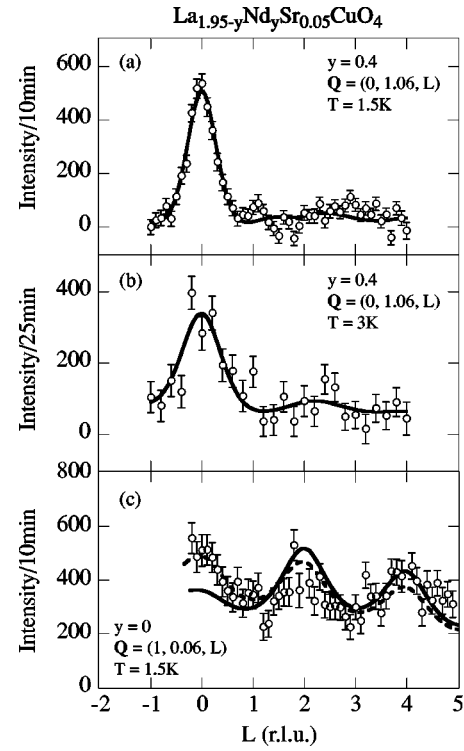 La1.95-yNdySr0.05CuO4
(a)
y = 0.4
Q = (0, 1.06, L)
T = 1.5K
Intensity/10min
600
400
200
0
(b)
y = 0.4
Q = (0, 1.06, L)
T = 3K
Intensity/25min
400
200
0
(c)
y = 0
Q = (1, 0.06, L)
T = 1.5K
Intensity/10min
800
600
400
200
0
-2 -1 0 1 2 3 4 5
L (r.l.u.)